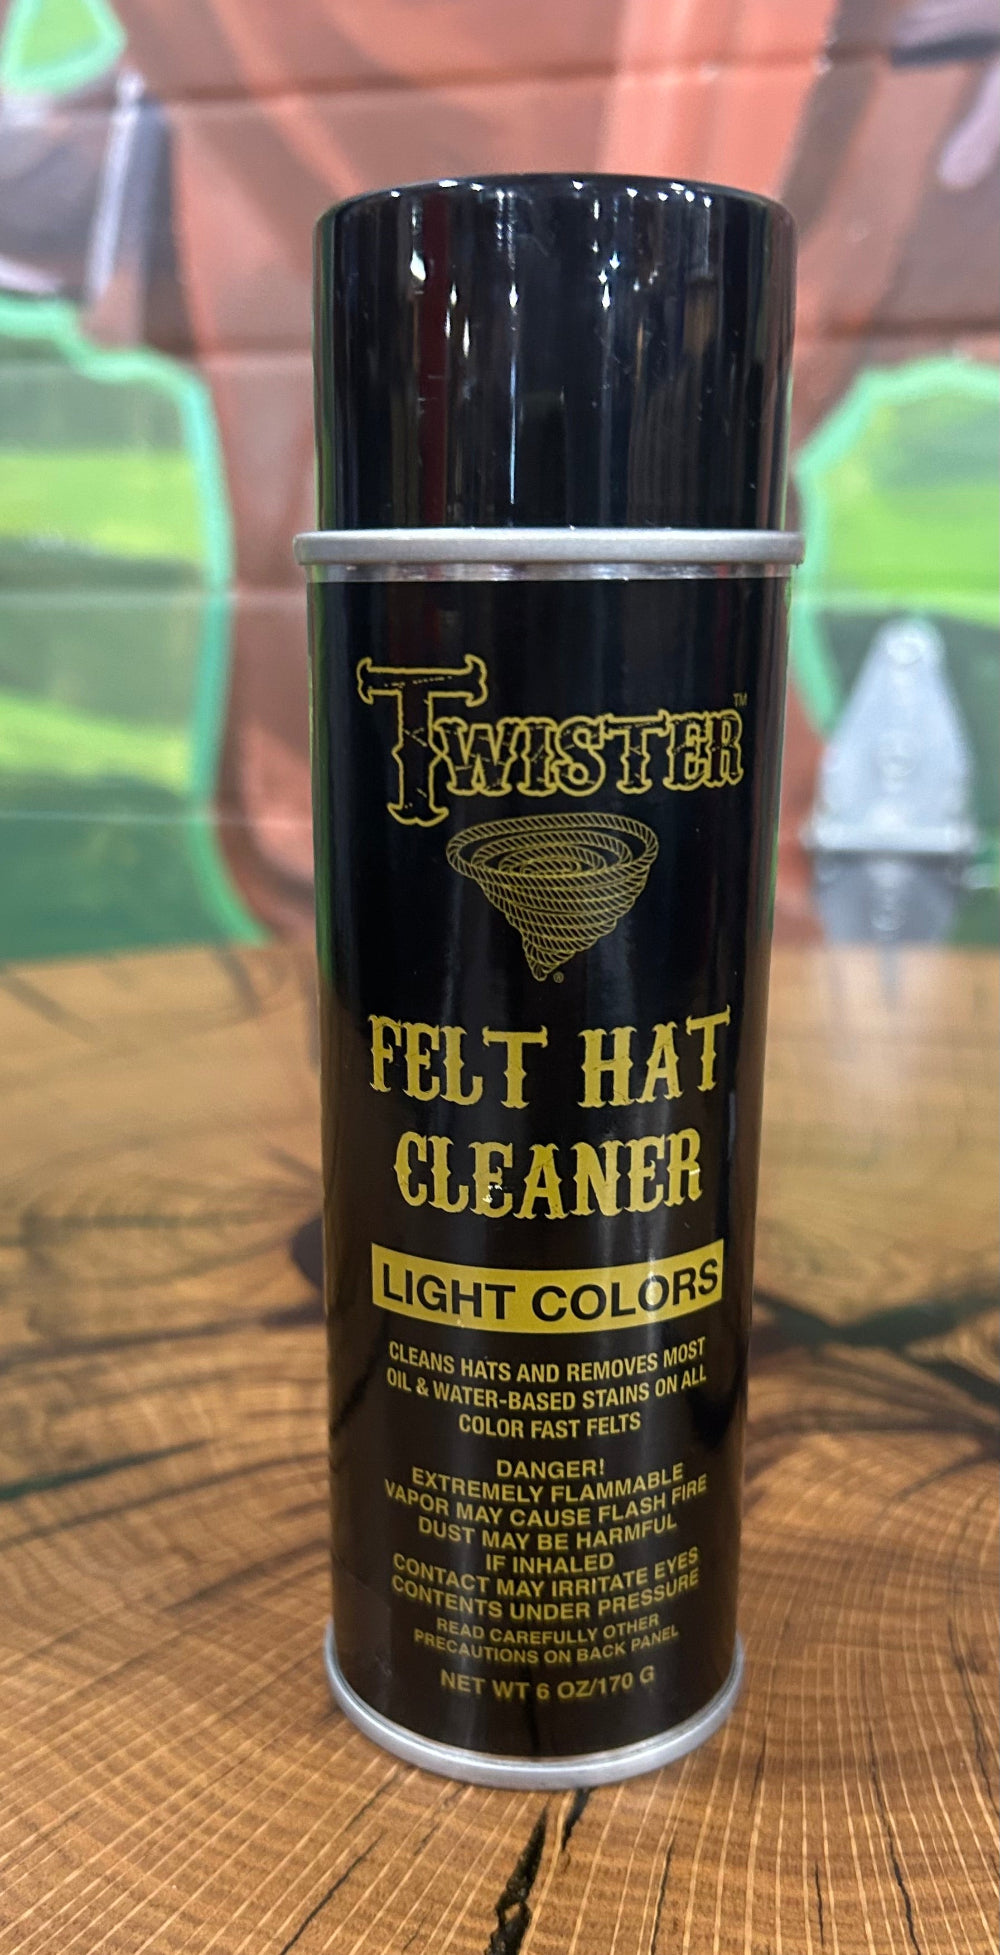 TWISTER™
®
FELT HAT
CLEANER
LIGHT COLORS
CLEANS HATS AND REMOVES MOST
OIL & WATER-BASED STAINS ON ALL
COLOR FAST FELTS
DANGER!
EXTREMELY FLAMMABLE
VAPOR MAY CAUSE FLASH FIRE
DUST MAY BE HARMFUL
IF INHALED
CONTACT MAY IRRITATE EYES
CONTENTS UNDER PRESSURE
READ CAREFULLY OTHER
PRECAUTIONS ON BACK PANEL
NET WT 6 OZ/170 G